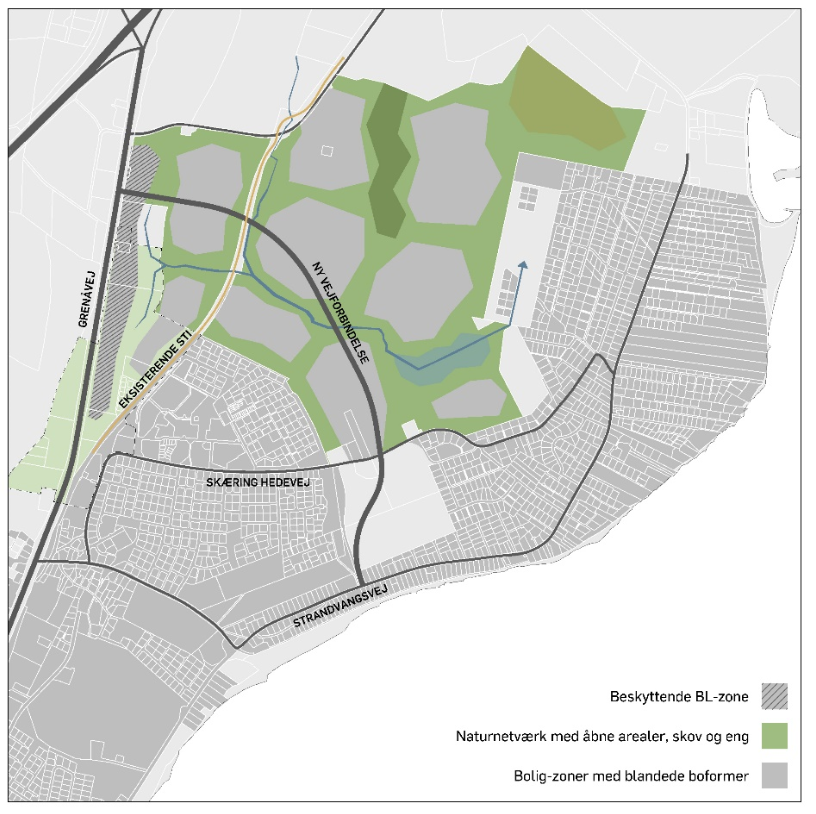 GRENÅVEJ
EKSISTERENDE STI
NY VEJFORBINDELSE
SKÆRING HEDEVEJ
STRANDVANGSVEJ
Beskyttende BL-zone
Naturnetværk med åbne arealer, skov og eng
Bolig-zoner med blandede boformer